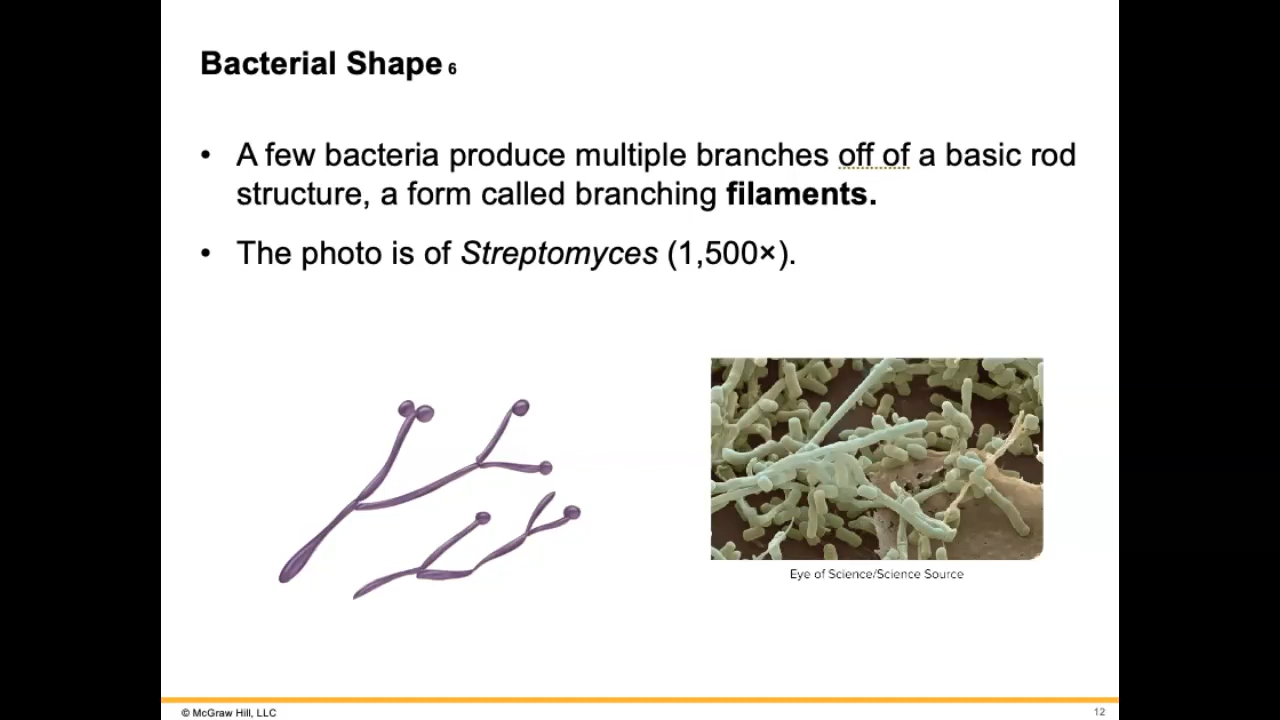 Bacterial Shape 6
• A few bacteria produce multiple branches off of a basic rod
structure, a form called branching filaments.
• The photo is of Streptomyces (1,500×).
Eye of Science/Science Source
© McGraw Hill, LLC
12